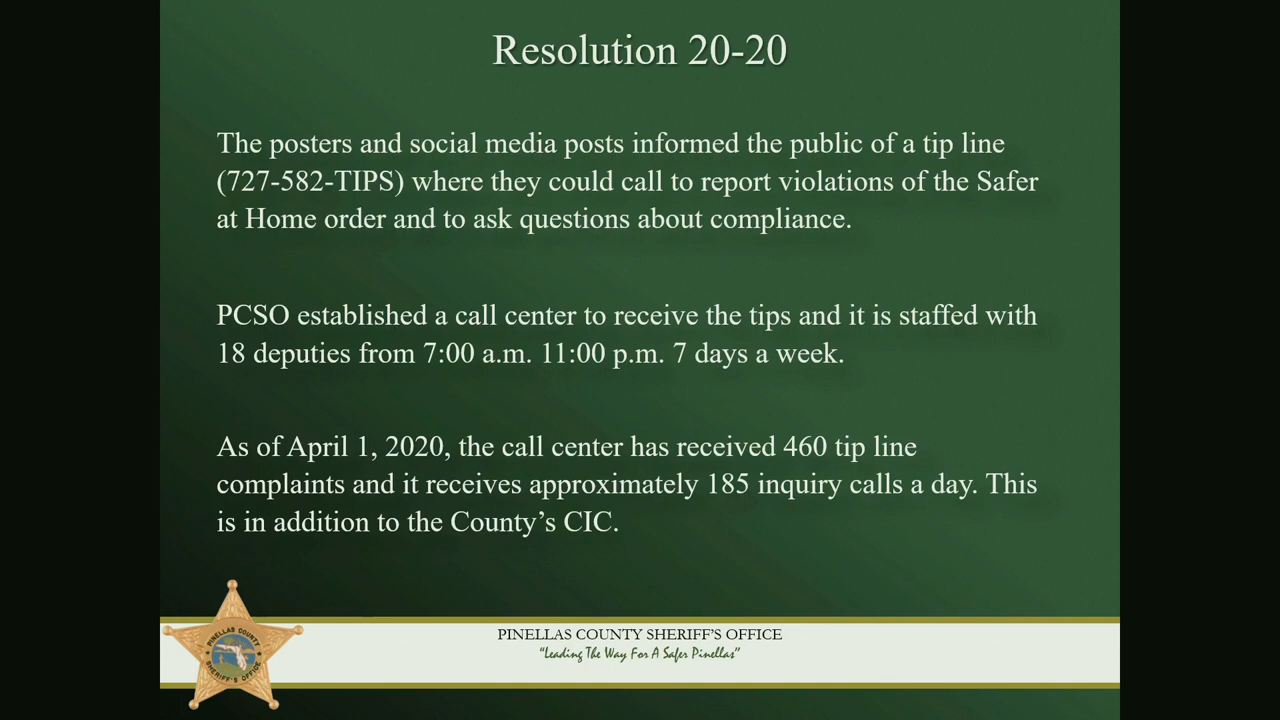 Resolution 20-20
The posters and social media posts informed the public of a tip line
(727-582-TIPS) where they could call to report violations of the Safer
at Home order and to ask questions about compliance.
PCSO established a call center to receive the tips and it is staffed with
18 deputies from 7:00 a.m. 11:00 p.m. 7 days a week.
As of April 1, 2020, the call center has received 460 tip line
complaints and it receives approximately 185 inquiry calls a day. This
is in addition to the County’s CIC.
PINELLAS COUNTY SHERIFF’S OFFICE
“Leading The Way For A Safer Pinellas”
PINELLAS COUNTY
SHERIFF'S OFFICE